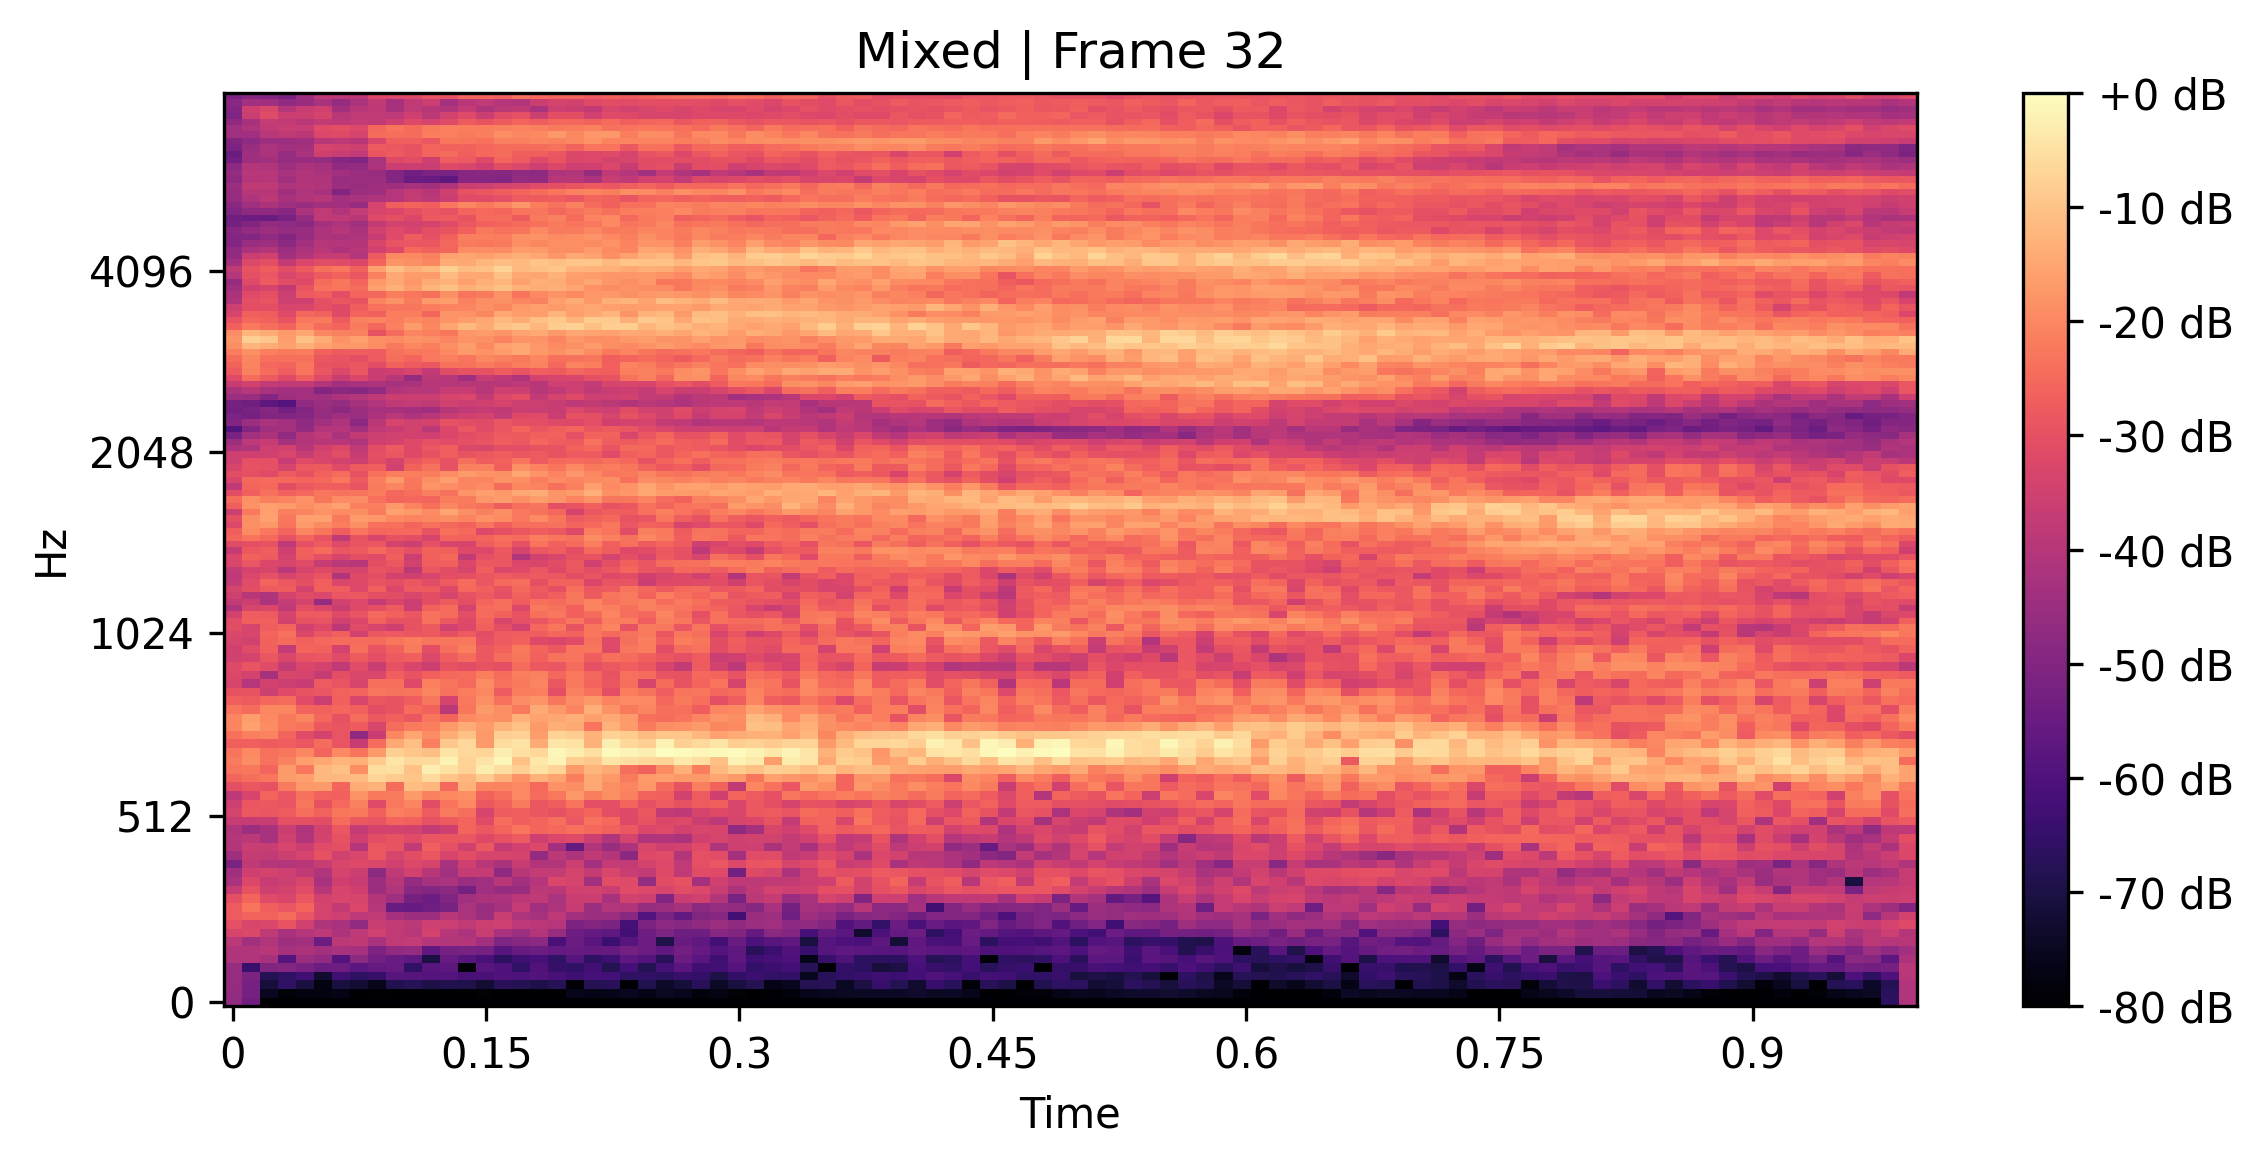 Mixed | Frame 32
+0 dB
-10 dB
-20 dB
-30 dB
-40 dB
-50 dB
-60 dB
-70 dB
-80 dB
4096
2048
1024
512
0
Hz
0 0.15 0.3 0.45 0.6 0.75 0.9
Time